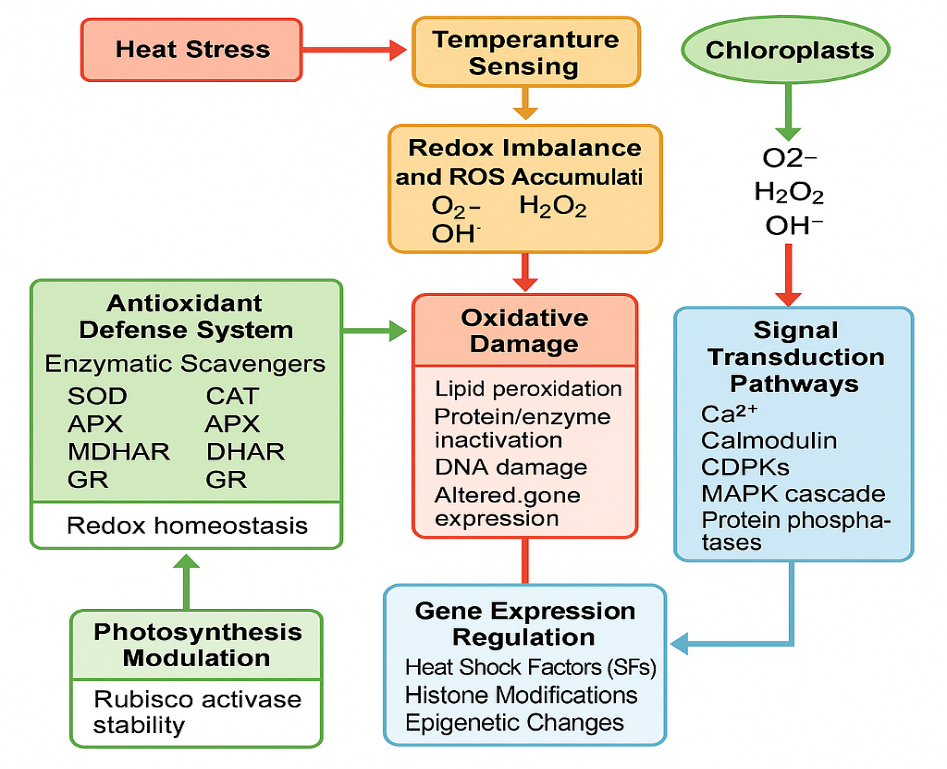 Heat Stress
Temperanture
Sensing
Chloroplasts
Redox Imbalance
and ROS Accumulati
O₂– H₂O₂
OH⁻
O2–
H₂O₂
OH⁻
Antioxidant
Defense System
Enzymatic Scavengers
SOD CAT
APX APX
MDHAR DHAR
GR GR
Redox homeostasis
Oxidative
Damage
Lipid peroxidation
Protein/enzyme
inactivation
DNA damage
Altered.gone
expression
Signal
Transduction
Pathways
Ca²⁺
Calmodulin
CDPKs
MAPK cascade
Protein phospha-
tases
Photosynthesis
Modulation
Rubisco activase
stability
Gene Expression
Regulation
Heat Shock Factors (SFs)
Histone Modifications
Epigenetic Changes